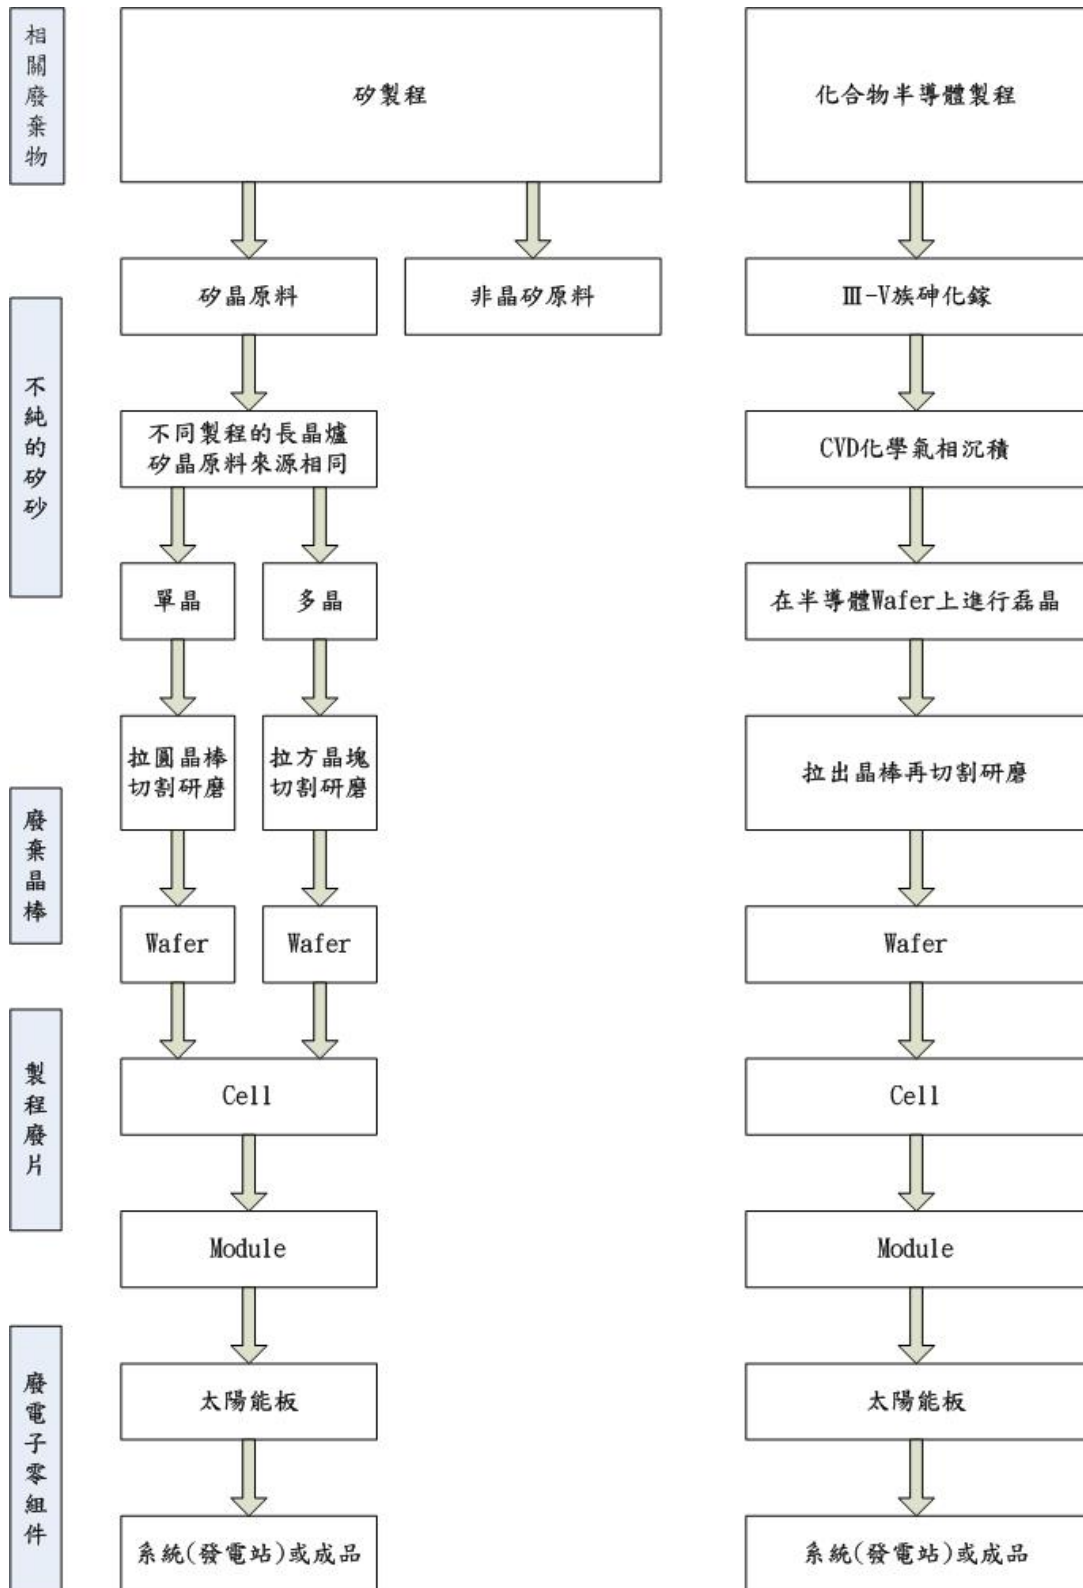 相關廢棄物
矽製程
化合物半導體製程
矽晶原料
非晶矽原料
Ⅲ-V族砷化鎵
不純的矽砂
不同製程的長晶爐
矽晶原料來源相同
CVD化學氣相沉積
單晶
多晶
在半導體Wafer上進行磊晶
拉圓晶棒
切割研磨
拉方晶塊
切割研磨
拉出晶棒再切割研磨
廢棄晶棒
Wafer
Wafer
Wafer
製程廢片
Cell
Cell
Module
Module
廢電子零組件
太陽能板
太陽能板
系統(發電站)或成品
系統(發電站)或成品